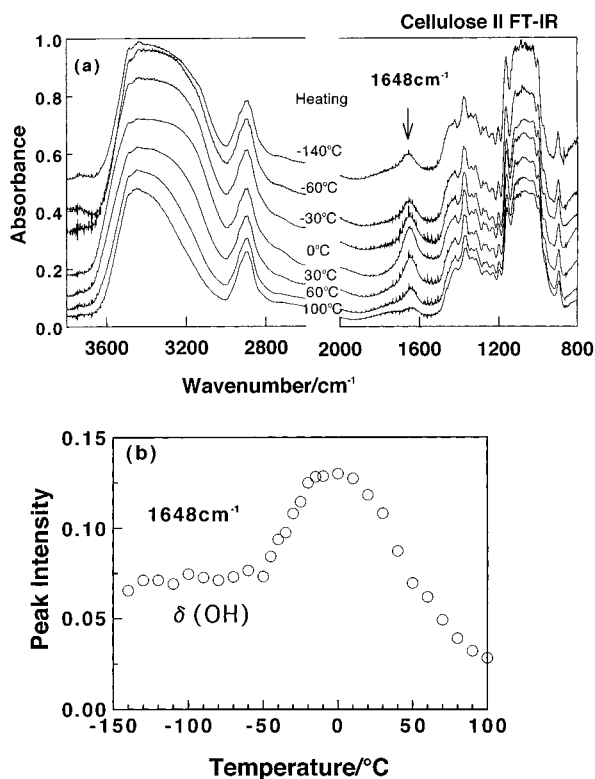 Cellulose II FT-IR
(a)
1648cm⁻¹
Heating
-140°C
-60°C
-30°C
0°C
30°C
60°C
100°C
Absorbance
1.0
0.8
0.6
0.4
0.2
0.0
3600 3200 2800 2000 1600 1200 800
Wavenumber/cm⁻¹
(b)
1648cm⁻¹
δ (OH)
Peak Intensity
0.15
0.10
0.05
0.00
-150 -100 -50 0 50 100
Temperature/°C